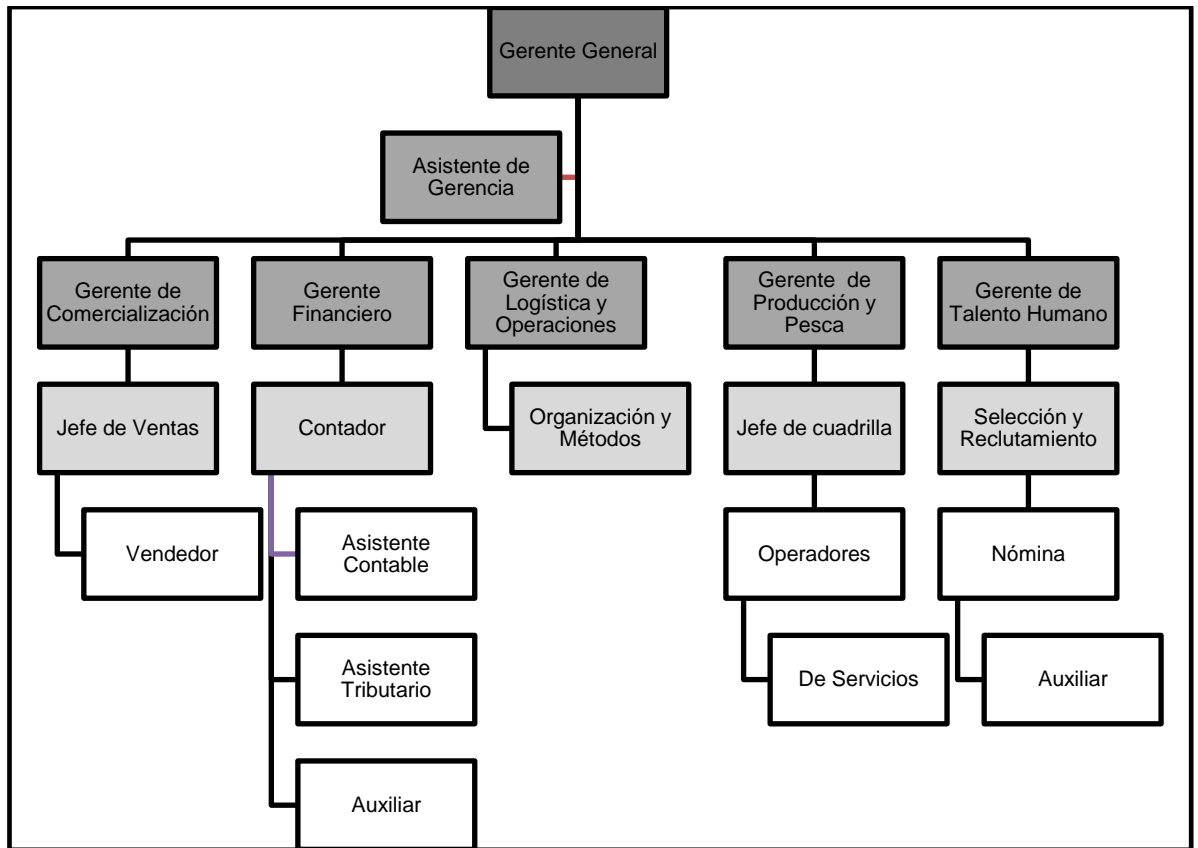 Gerente General
Asistente de
Gerencia
Gerente de
Comercialización
Gerente
Financiero
Gerente de
Logística y
Operaciones
Gerente de
Producción y
Pesca
Gerente de
Talento Humano
Jefe de Ventas
Contador
Organización y
Métodos
Jefe de cuadrilla
Selección y
Reclutamiento
Vendedor
Asistente
Contable
Operadores
Nómina
Asistente
Tributario
De Servicios
Auxiliar
Auxiliar